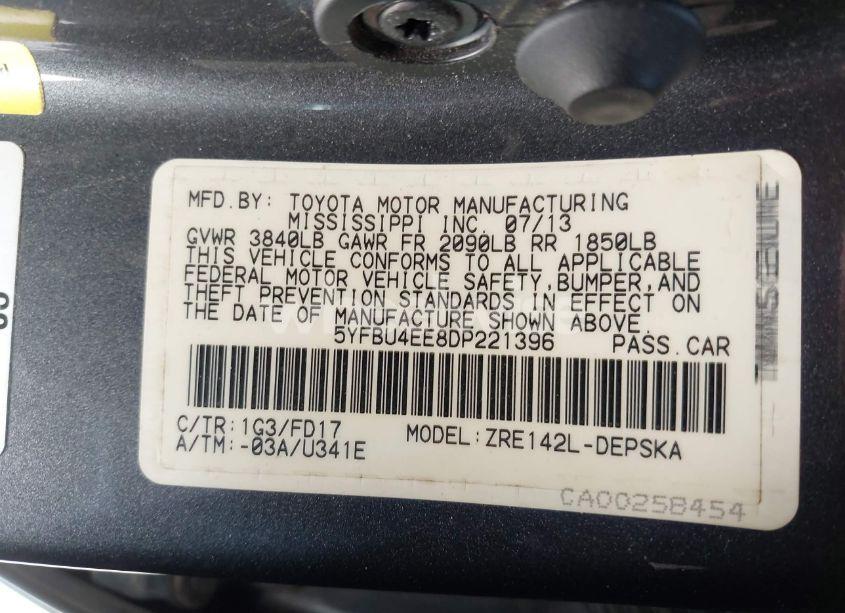 MFD.BY: TOYOTA MOTOR MANUFACTURING
MISSISSIPPI INC. 07/13
GVWR 3840LB GAWR FR 2090LB RR 1850LB
THIS VEHICLE CONFORMS TO ALL APPLICABLE
FEDERAL MOTOR VEHICLE SAFETY,BUMPER,AND
THEFT PREVENTION STANDARDS IN EFFECT ON
THE DATE OF MANUFACTURE SHOWN ABOVE.
5YFBU4EE8DP221396 PASS.CAR
C/TR:1G3/FD17
A/TM:-03A/U341E MODEL:ZRE142L-DEPSKA
CA00258454